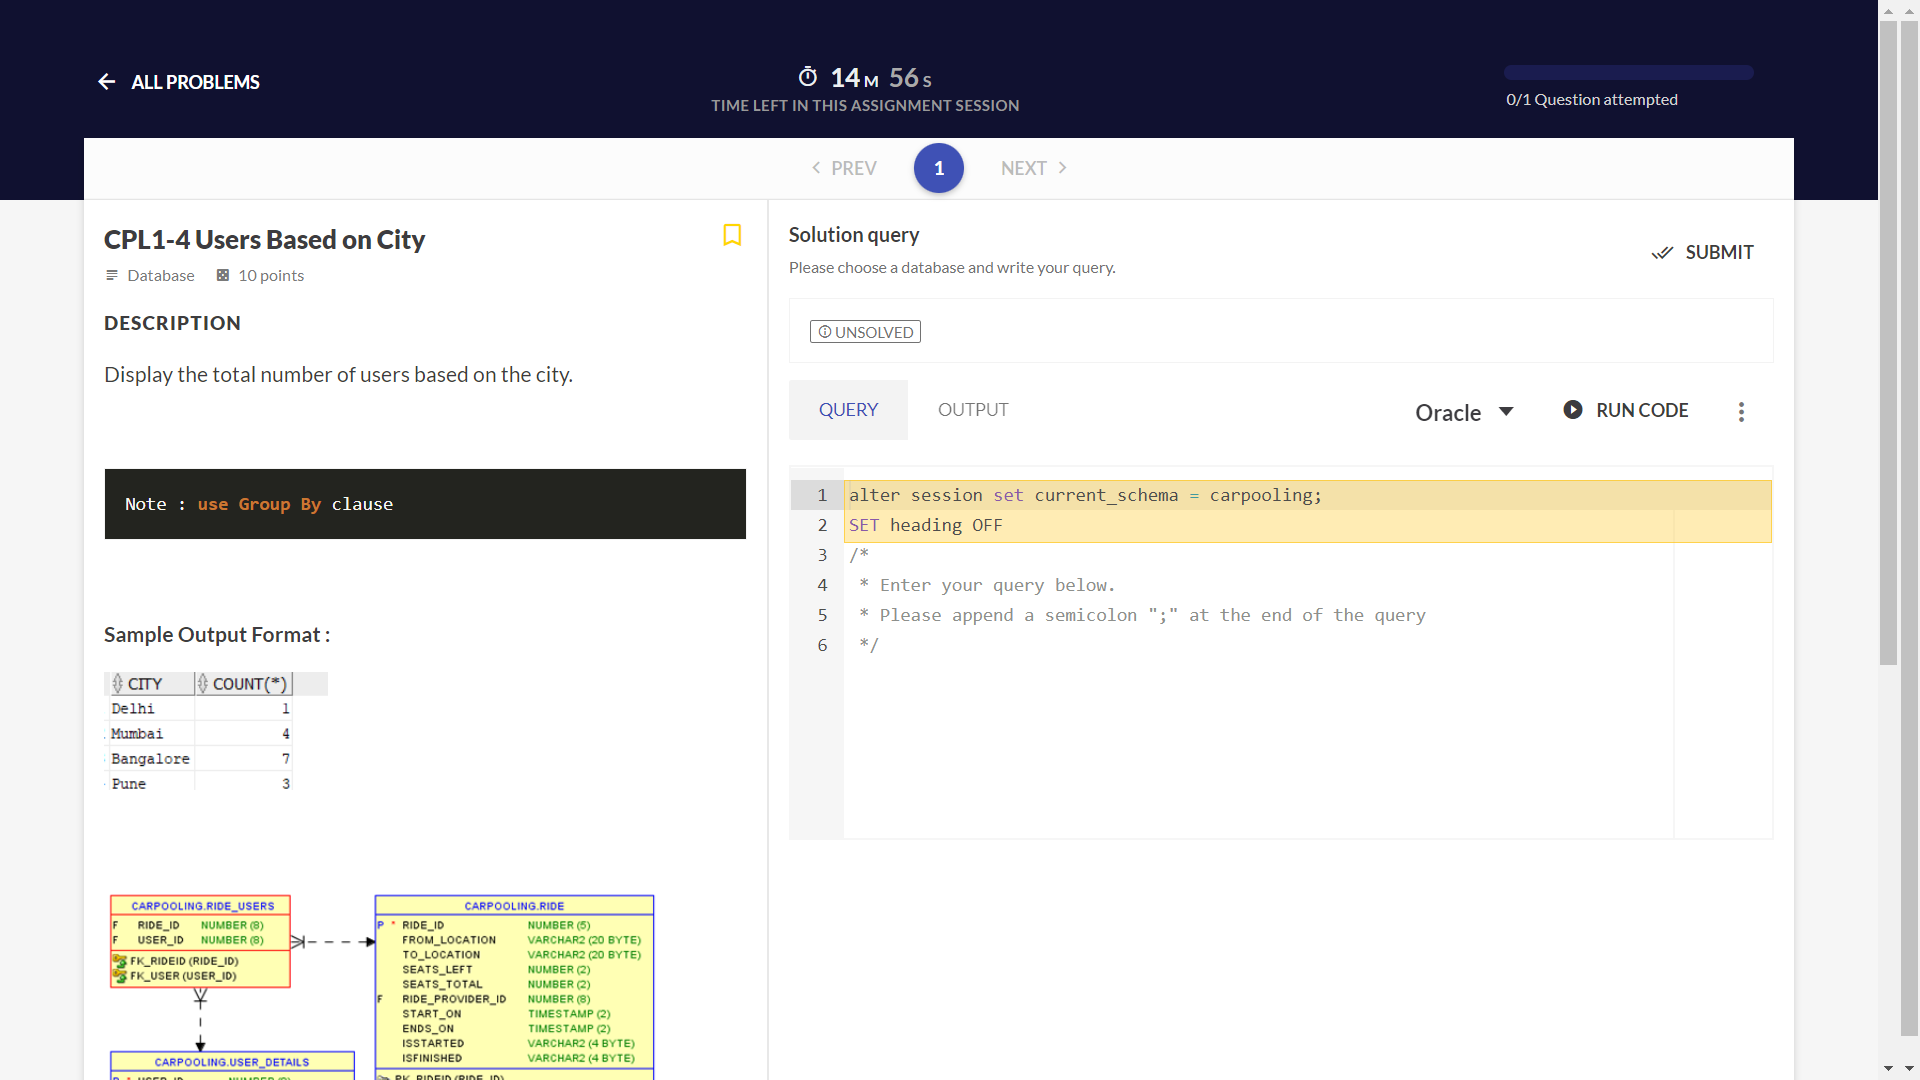 ALL PROBLEMS
14 M 56 S
TIME LEFT IN THIS ASSIGNMENT SESSION
0/1 Question attempted
PREV 1 NEXT
CPL1-4 Users Based on City
Database 10 points
DESCRIPTION
Display the total number of users based on the city.
Note : use Group By clause
Sample Output Format :
CITY COUNT(*)
Delhi 1
Mumbai 4
Bangalore 7
Pune 3
CARPOOLING.RIDE_USERS
F RIDE_ID NUMBER (8)
F USER_ID NUMBER (8)
FK_RIDEID (RIDE_ID)
FK_USER (USER_ID)
CARPOOLING.RIDE
P * RIDE_ID NUMBER (5)
FROM_LOCATION VARCHAR2 (20 BYTE)
TO_LOCATION VARCHAR2 (20 BYTE)
SEATS_LEFT NUMBER (2)
SEATS_TOTAL NUMBER (2)
F RIDE_PROVIDER_ID NUMBER (8)
START_ON TIMESTAMP (2)
ENDS_ON TIMESTAMP (2)
ISSTARTED VARCHAR2 (4 BYTE)
ISFINISHED VARCHAR2 (4 BYTE)
PK_RIDEID (RIDE_ID)
CARPOOLING.USER_DETAILS
Solution query
Please choose a database and write your query.
SUBMIT
UNSOLVED
QUERY OUTPUT
Oracle RUN CODE
1 alter session set current_schema = carpooling;
2 SET heading OFF
3 /*
4 * Enter your query below.
5 * Please append a semicolon ";" at the end of the query
6 */